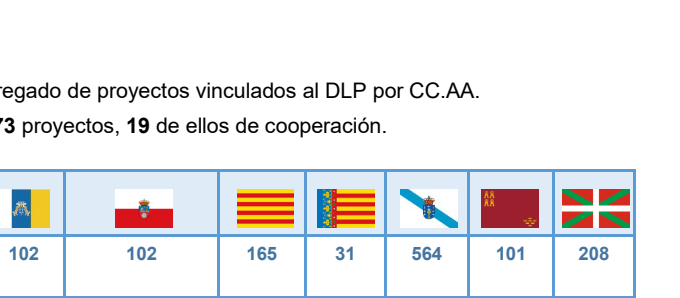 regado de proyectos vinculados al DLP por CC.AA.
73 proyectos, 19 de ellos de cooperación.
102 102 165 31 564 101 208